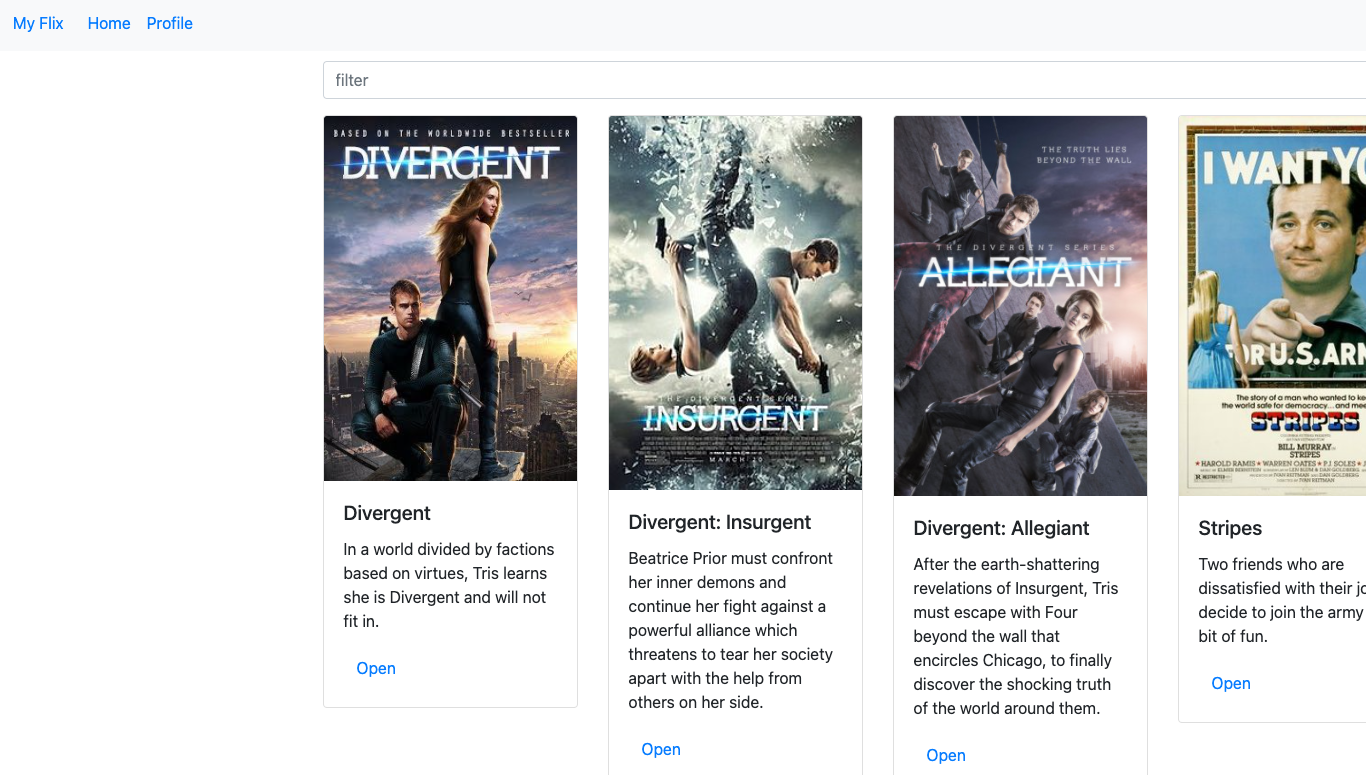 My Flix Home Profile
filter
BASED ON THE WORLDWIDE BESTSELLER
DIVERGENT
Divergent
In a world divided by factions
based on virtues, Tris learns
she is Divergent and will not
fit in.
Open
THE DIVERGENT SERIES
INSURGENT
MARCH 20
Divergent: Insurgent
Beatrice Prior must confront
her inner demons and
continue her fight against a
powerful alliance which
threatens to tear her society
apart with the help from
others on her side.
Open
THE TRUTH LIES
BEYOND THE WALL
THE DIVERGENT SERIES
ALLEGIANT
Divergent: Allegiant
After the earth-shattering
revelations of Insurgent, Tris
must escape with Four
beyond the wall that
encircles Chicago, to finally
discover the shocking truth
of the world around them.
Open
I WANT YO
OR U.S. ARM
The story of a man who wanted to ke
the world safe for democracy...and mee
STRIPES
BILL MURRAY
STRIPES
HAROLD RAMIS • WARREN OATES • P.J. SOLES
Stripes
Two friends who are
dissatisfied with their jo
decide to join the army
bit of fun.
Open